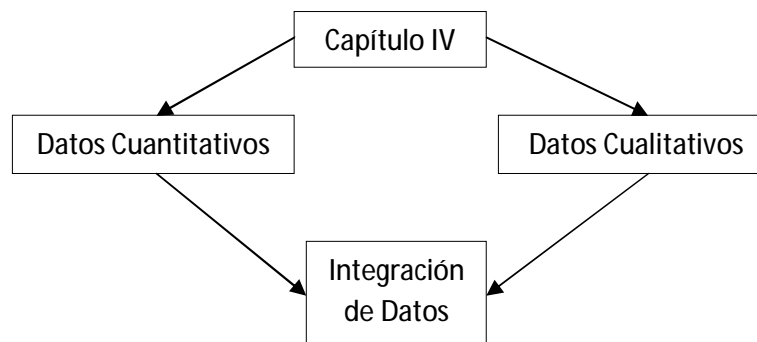 Capítulo IV
Datos Cuantitativos
Datos Cualitativos
Integración
de Datos